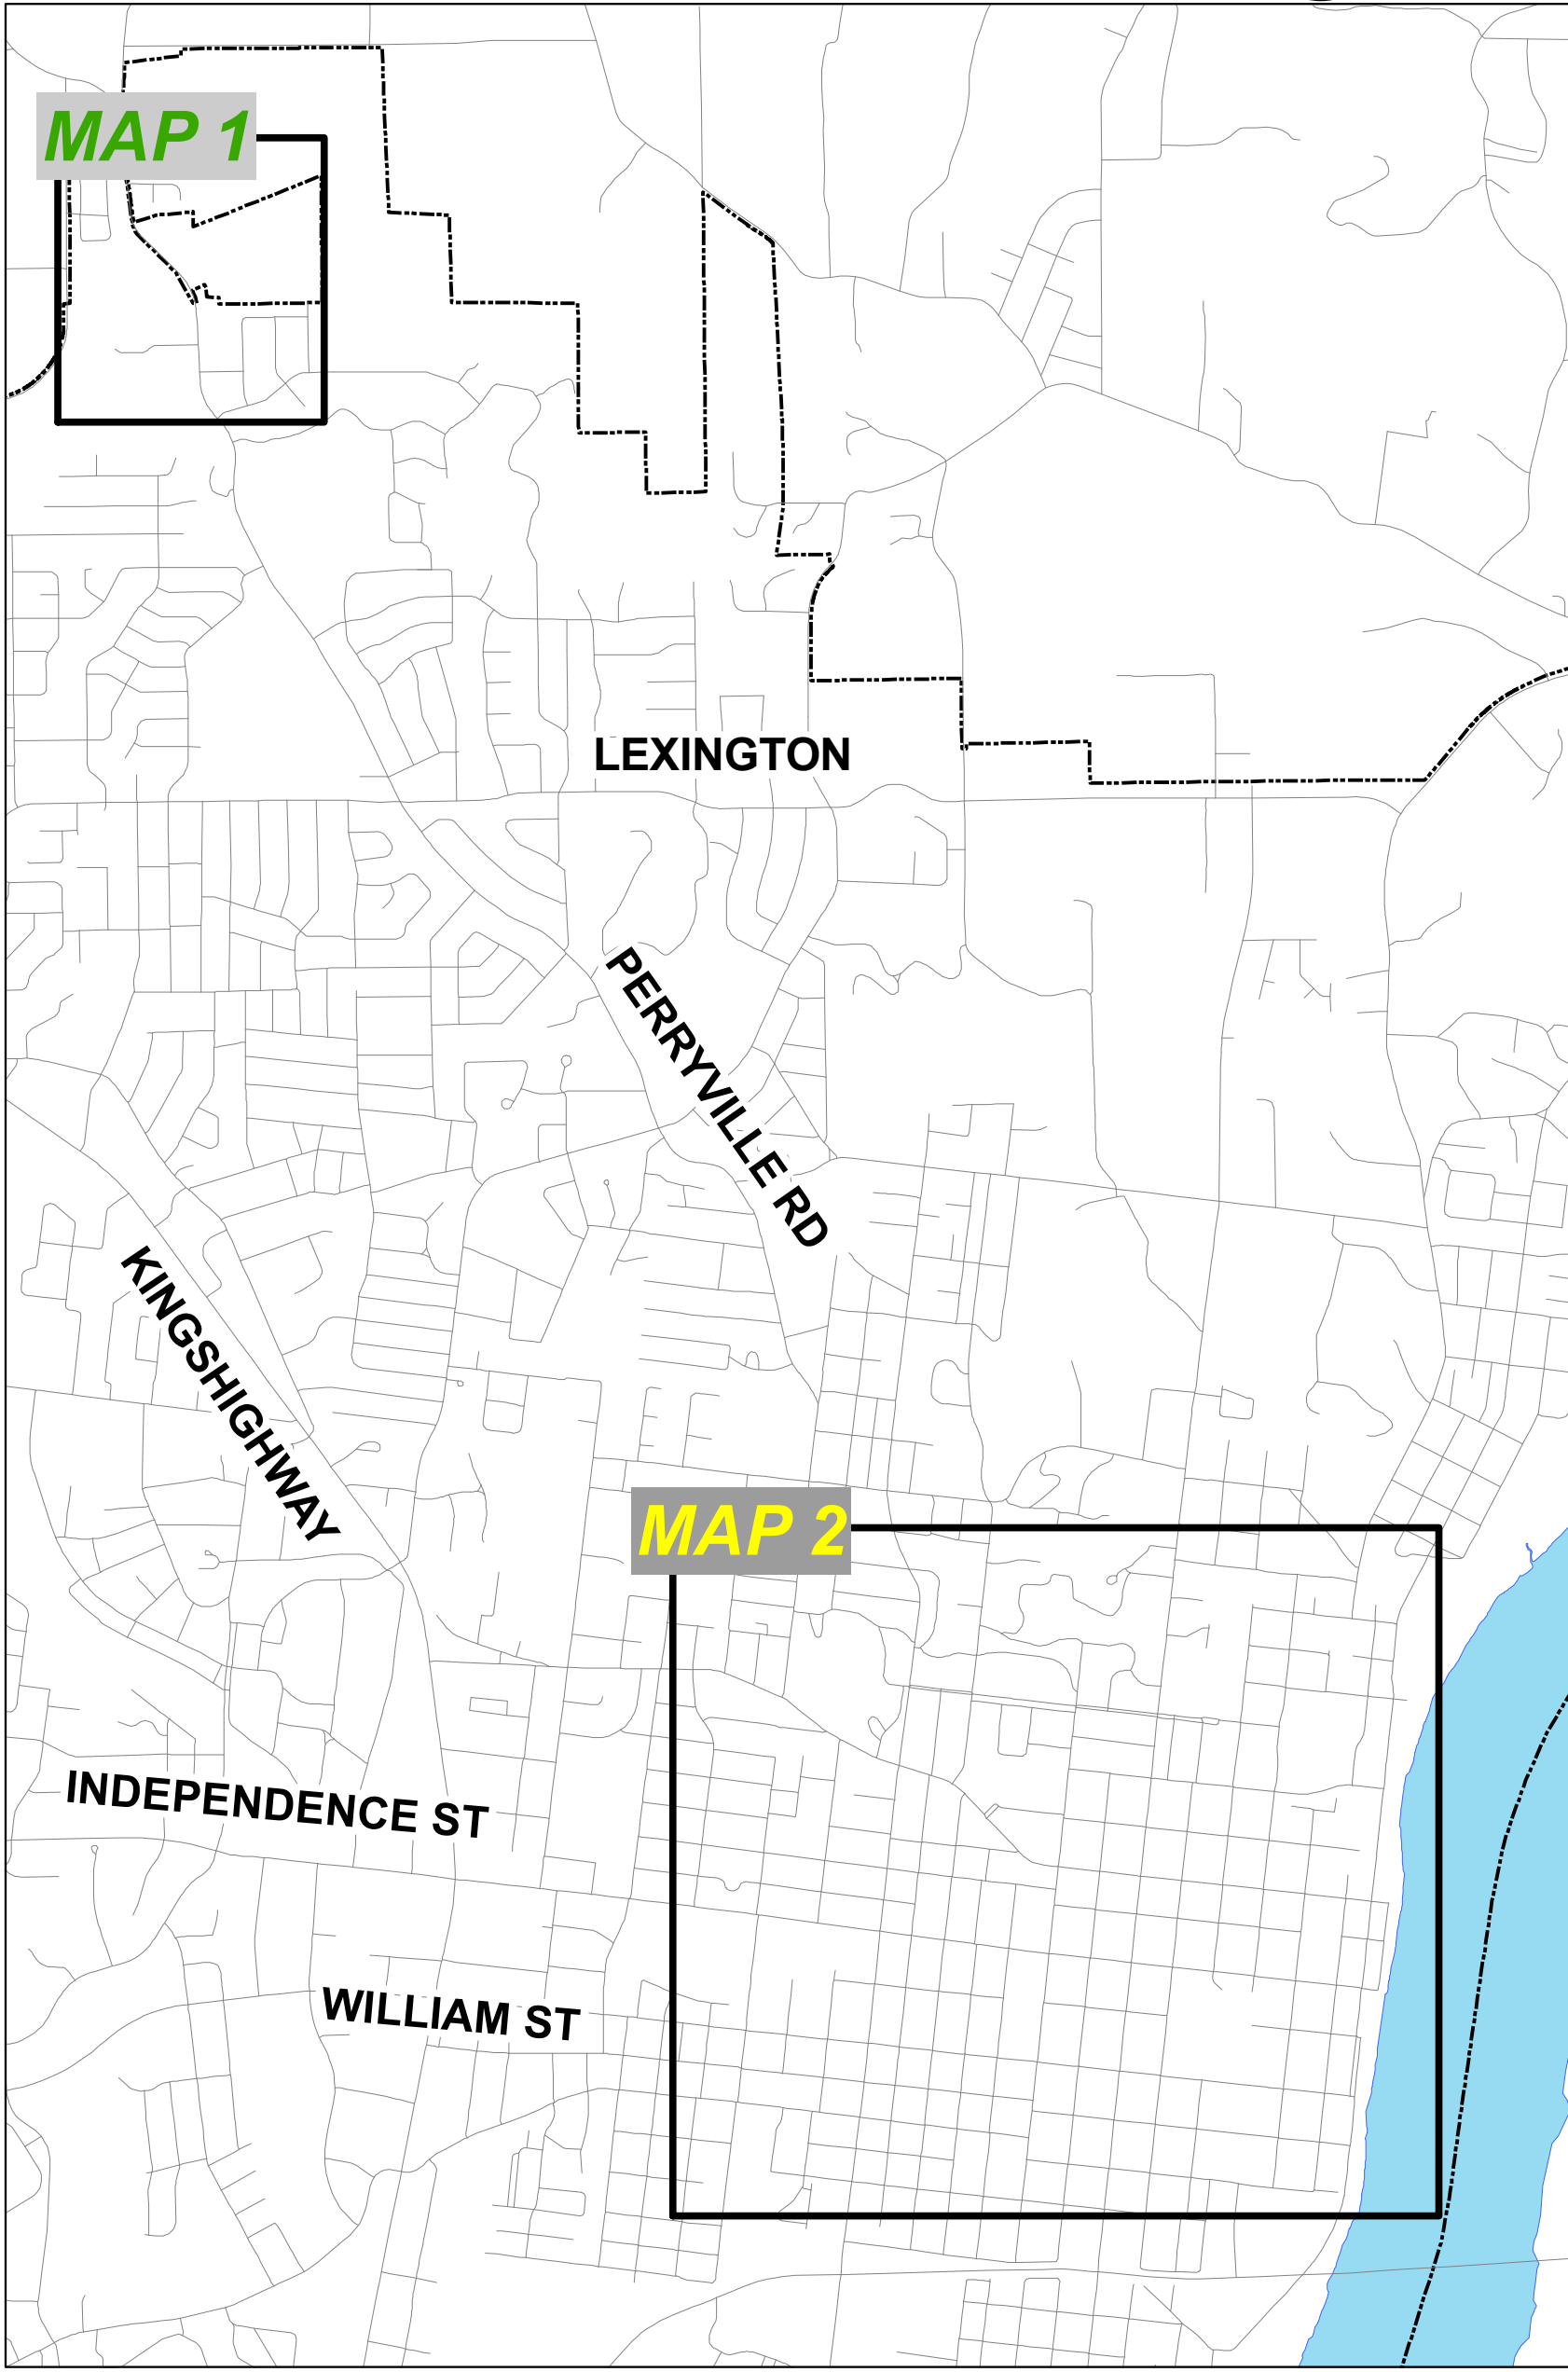 MAP 1
LEXINGTON
PERRYVILLE RD
KINGSHIGHWAY
MAP 2
INDEPENDENCE ST
WILLIAM ST